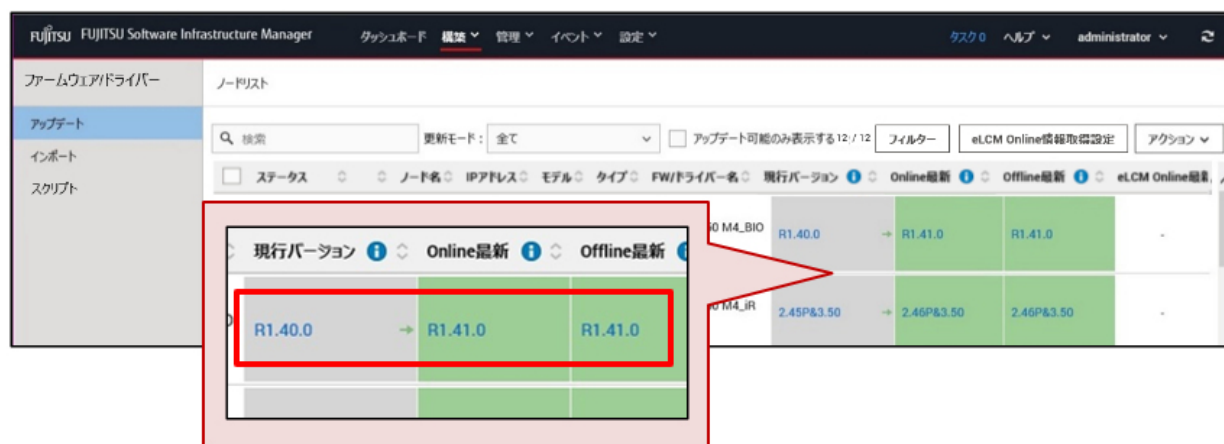 FUJITSU FUJITSU Software Infrastructure Manager ダッシュボード 構築 管理 イベント 設定 タスク 0 ヘルプ administrator
ファームウェア/ドライバー ノードリスト
アップデート
インポート
スクリプト
検索 更新モード : 全て アップデート可能のみ表示する 12 / 12 フィルター eLCM Online情報取得設定 アクション
ステータス ノード名 IPアドレス モデル タイプ FW/ドライバー名 現行バージョン Online最新 Offline最新 eLCM Online最新
M4_BIO R1.40.0 → R1.41.0 R1.41.0 -
M4_iR 2.45P&3.50 → 2.46P&3.50 2.46P&3.50 -
現行バージョン Online最新 Offline最新
R1.40.0 → R1.41.0 R1.41.0